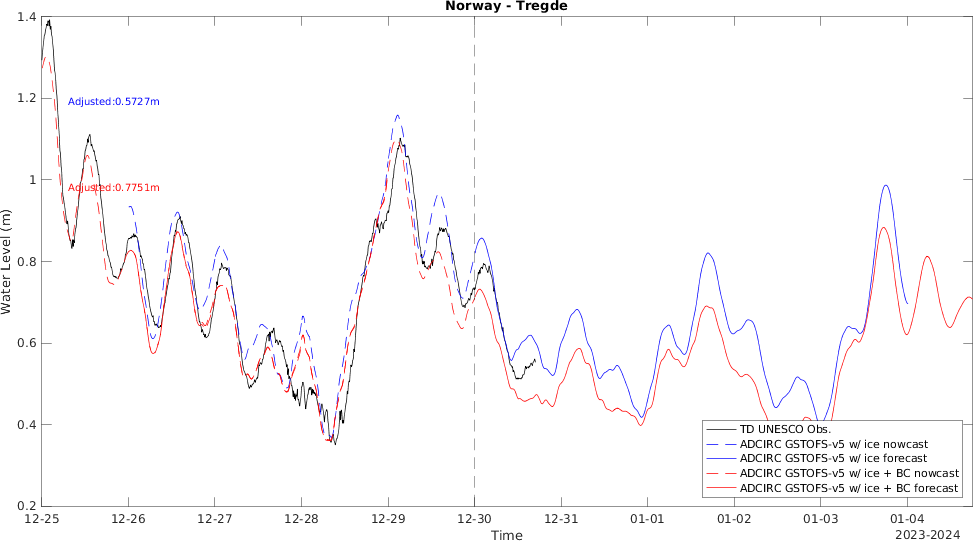 Norway - Tregde
1.4
1.2
1
0.8
0.6
0.4
0.2
Water Level (m)
Adjusted:0.5727m
Adjusted:0.7751m
TD UNESCO Obs.
ADCIRC GSTOFS-v5 w/ ice nowcast
ADCIRC GSTOFS-v5 w/ ice forecast
ADCIRC GSTOFS-v5 w/ ice + BC nowcast
ADCIRC GSTOFS-v5 w/ ice + BC forecast
12-25 12-26 12-27 12-28 12-29 12-30 12-31 01-01 01-02 01-03 01-04
Time
2023-2024